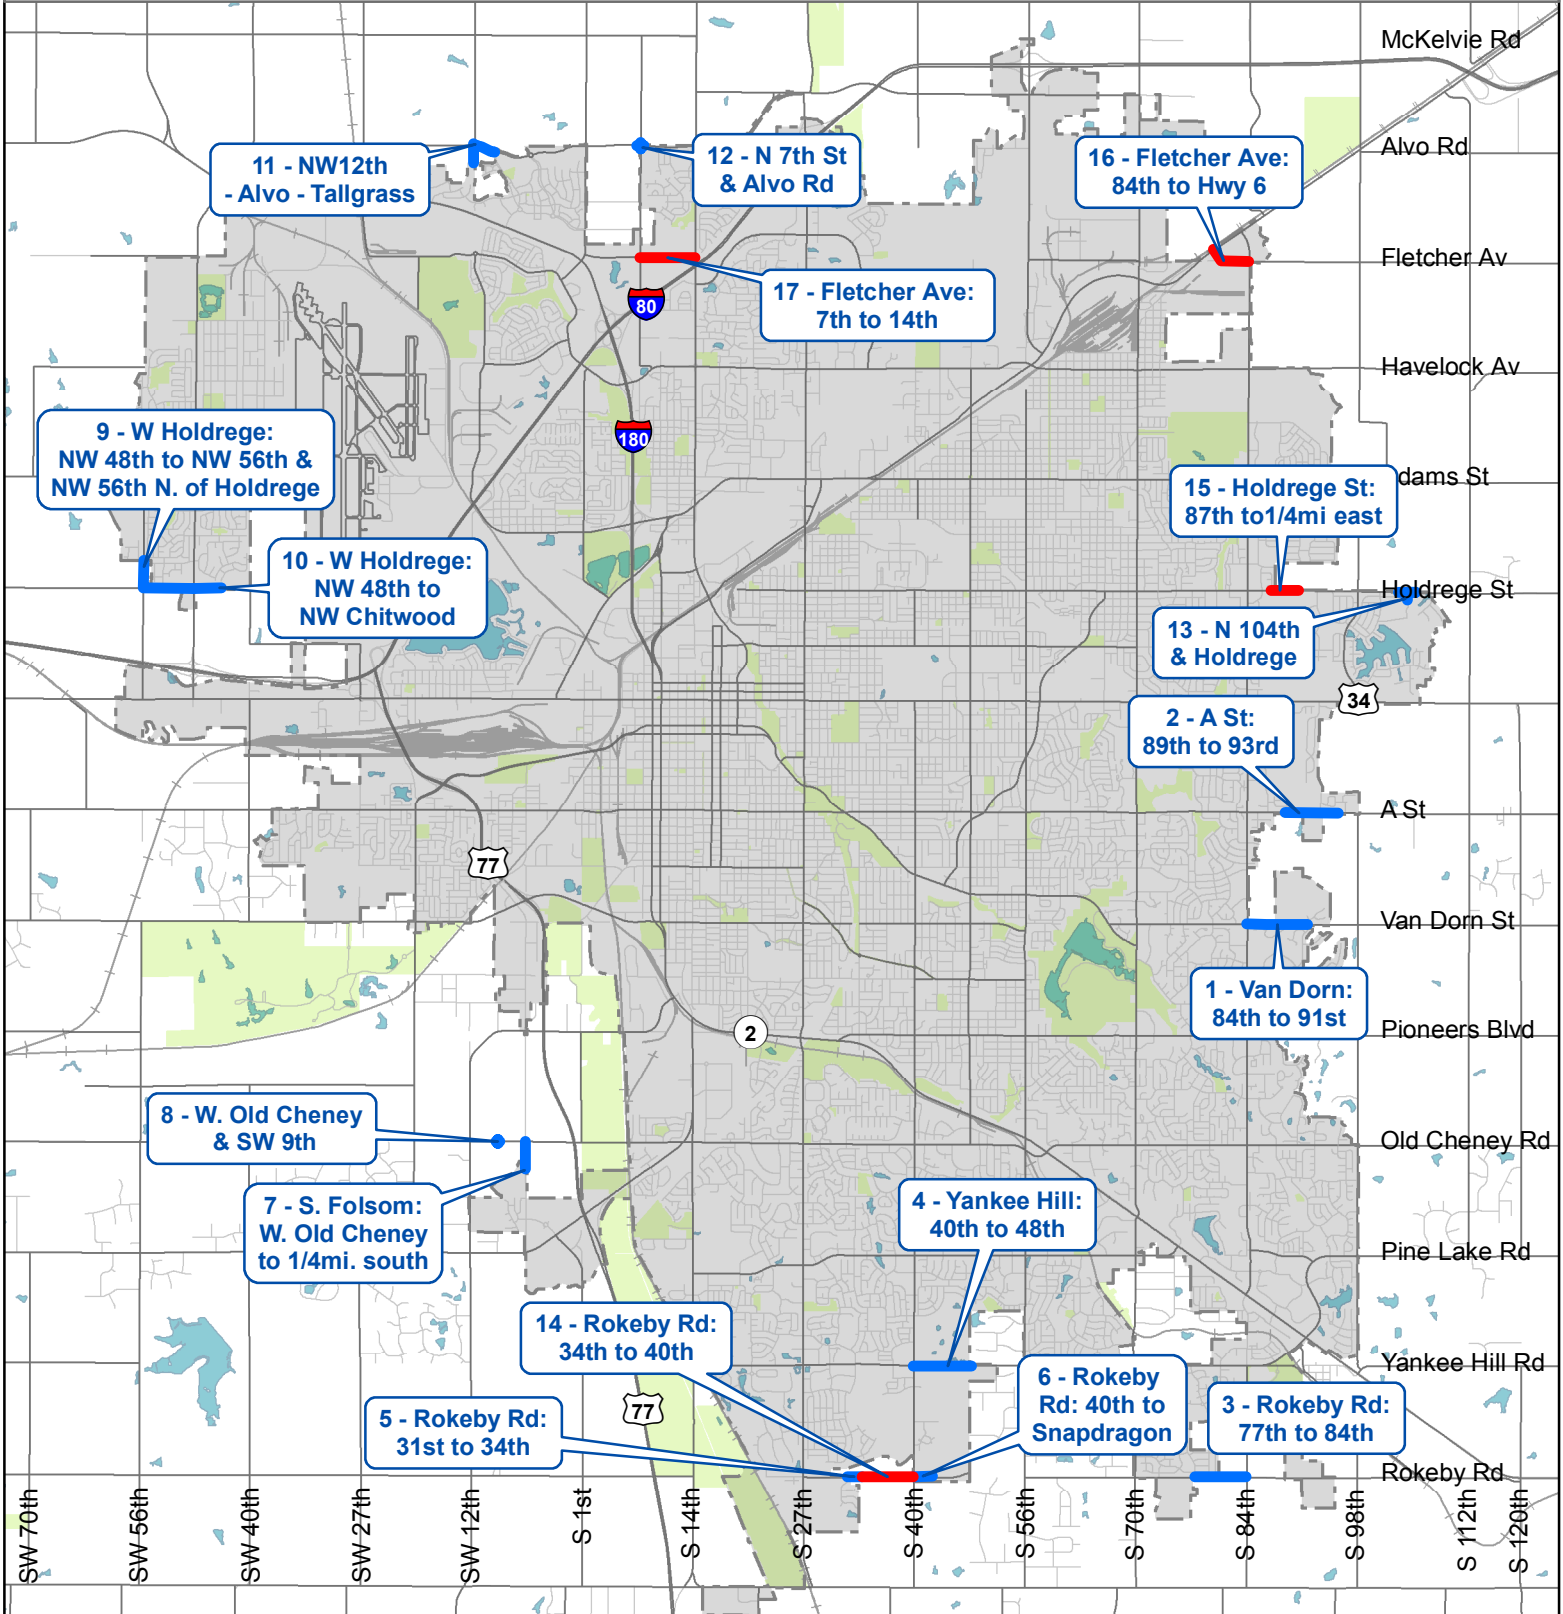 McKelvie Rd
Alvo Rd
11 - NW12th
- Alvo - Tallgrass
12 - N 7th St
& Alvo Rd
16 - Fletcher Ave:
84th to Hwy 6
Fletcher Av
17 - Fletcher Ave:
7th to 14th
80
Havelock Av
180
9 - W Holdrege:
NW 48th to NW 56th &
NW 56th N. of Holdrege
dams St
15 - Holdrege St:
87th to1/4mi east
10 - W Holdrege:
NW 48th to
NW Chitwood
Holdrege St
13 - N 104th
& Holdrege
34
2 - A St:
89th to 93rd
A St
77
Van Dorn St
1 - Van Dorn:
84th to 91st
2
Pioneers Blvd
8 - W. Old Cheney
& SW 9th
Old Cheney Rd
7 - S. Folsom:
W. Old Cheney
to 1/4mi. south
4 - Yankee Hill:
40th to 48th
Pine Lake Rd
14 - Rokeby Rd:
34th to 40th
Yankee Hill Rd
6 - Rokeby
Rd: 40th to
Snapdragon
3 - Rokeby Rd:
77th to 84th
77
5 - Rokeby Rd:
31st to 34th
Rokeby Rd
SW 70th
SW 56th
SW 40th
SW 27th
SW 12th
S 1st
S 14th
S 27th
S 40th
S 56th
S 70th
S 84th
S 98th
S 112th
S 120th